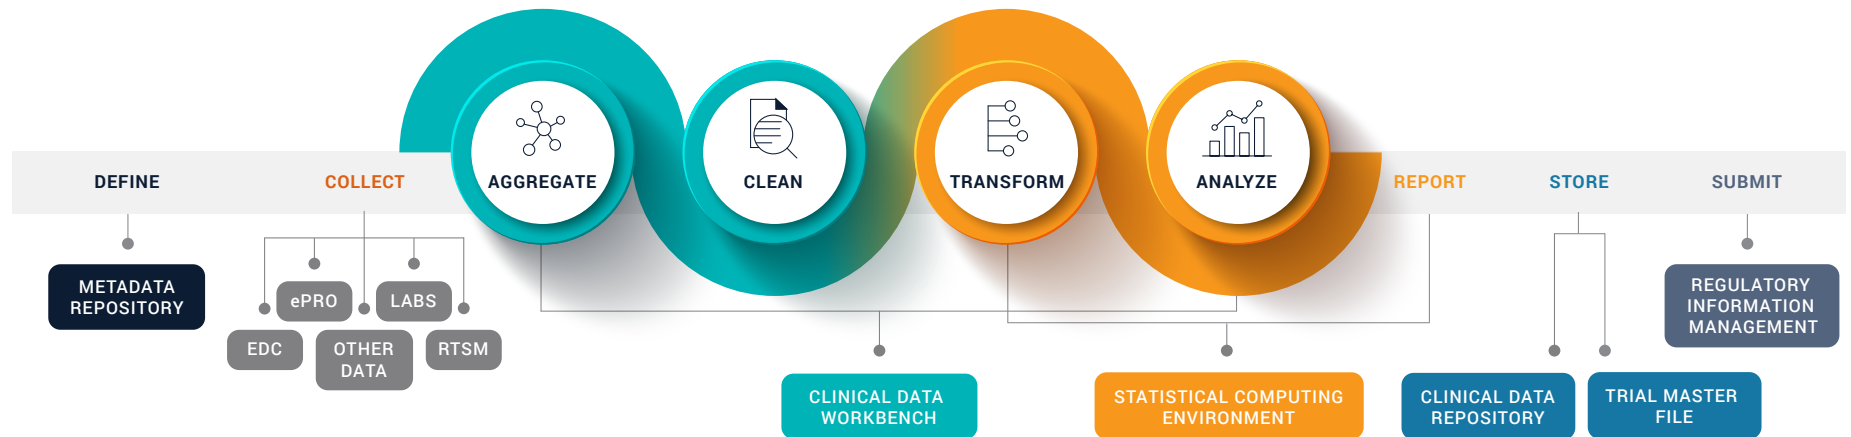 DEFINE
COLLECT
AGGREGATE
CLEAN
TRANSFORM
ANALYZE
REPORT
STORE
SUBMIT
METADATA
REPOSITORY
ePRO
LABS
EDC
OTHER
DATA
RTSM
CLINICAL DATA
WORKBENCH
STATISTICAL COMPUTING
ENVIRONMENT
CLINICAL DATA
REPOSITORY
TRIAL MASTER
FILE
REGULATORY
INFORMATION
MANAGEMENT